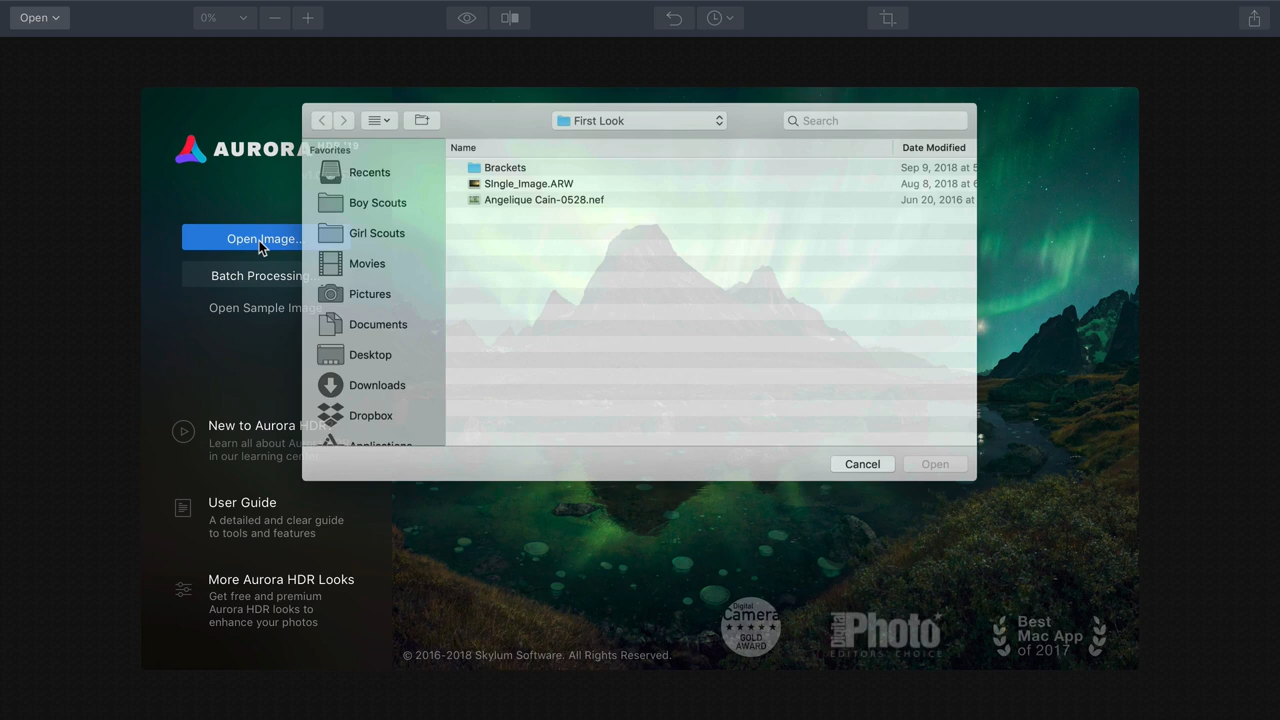 Open
0%
First Look
Search
AURORA HDR '19
Favorites
Name
Date Modified
Recents
Brackets
Sep 9, 2018 at 5
SIngle_Image.ARW
Aug 8, 2018 at 6
Angelique Cain-0528.nef
Jun 20, 2016 at
Boy Scouts
Girl Scouts
Open Image...
Movies
Batch Processing
Pictures
Open Sample Image
Documents
Desktop
Downloads
Dropbox
Applications
New to Aurora HDR
Learn all about Aurora
in our learning center
Cancel
Open
User Guide
A detailed and clear guide
to tools and features
More Aurora HDR Looks
Get free and premium
Aurora HDR looks to
enhance your photos
© 2016-2018 Skylum Software. All Rights Reserved.
Digital
Camera
GOLD
AWARD
Digital Photo
EDITORS' CHOICE
Best
Mac App
of 2017